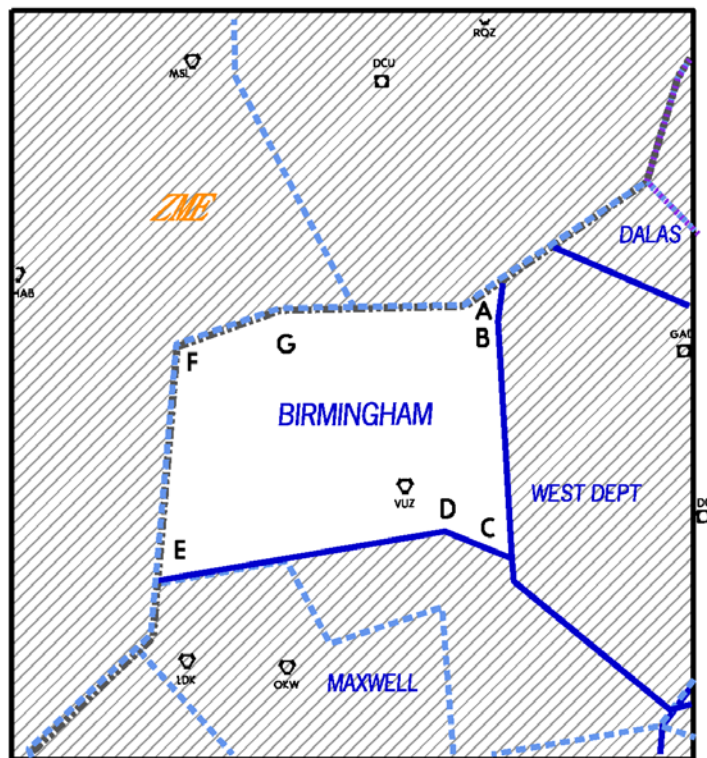 RQZ
DCU
MSL
ZME
DALAS
HAB
A
B
GAD
G
F
BIRMINGHAM
VUZ
WEST DEPT
D
C
E
LDK
OKW
MAXWELL